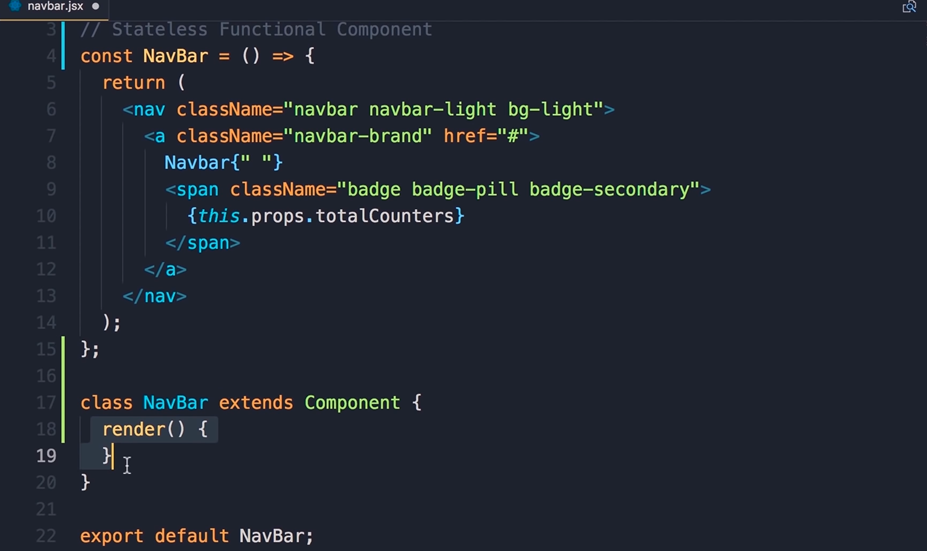 navbar.jsx
3 // Stateless Functional Component
4 const NavBar = () => {
5 return (
6 <nav className="navbar navbar-light bg-light">
7 <a className="navbar-brand" href="#">
8 Navbar{" "}
9 <span className="badge badge-pill badge-secondary">
10 {this.props.totalCounters}
11 </span>
12 </a>
13 </nav>
14 );
15 };
16
17 class NavBar extends Component {
18 render() {
19 }
20 }
21
22 export default NavBar;